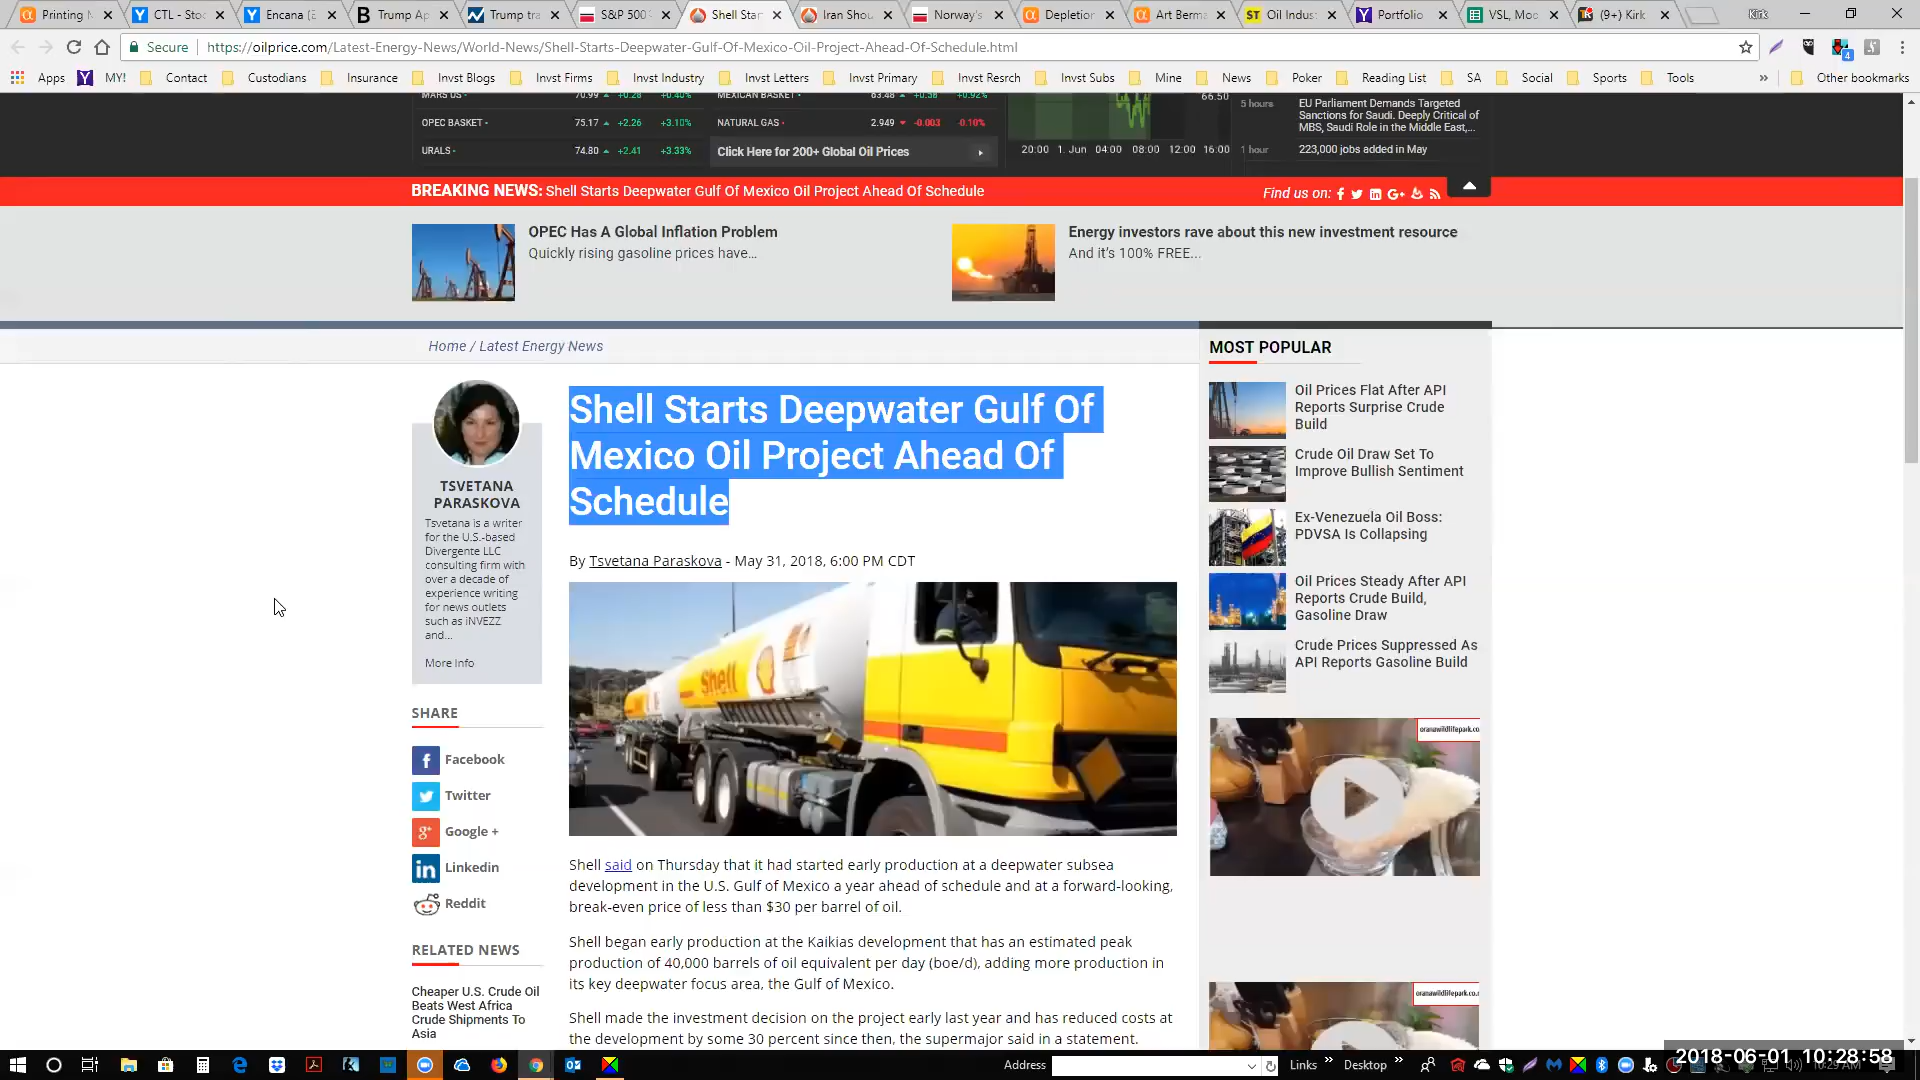 Printing N
CTL - Stoc
Encana (E
Trump Ap
Trump tra
S&P 500'
Shell Star
Iran Shou
Norway's
Depletion
Art Berma
Oil Indus
Portfolio
VSL, Moc
(9+) Kirk
Kirk
Secure
https://oilprice.com/Latest-Energy-News/World-News/Shell-Starts-Deepwater-Gulf-Of-Mexico-Oil-Project-Ahead-Of-Schedule.html
Apps MY! Contact Custodians Insurance Invst Blogs Invst Firms Invst Industry Invst Letters Invst Primary Invst Resrch Invst Subs Mine News Poker Reading List SA Social Sports Tools » Other bookmarks
MARS US 70.99 +0.28 +0.40%
OPEC BASKET 75.17 +2.26 +3.10%
URALS 74.80 +2.41 +3.33%
MEXICAN BASKET 63.48 +0.58 +0.92%
NATURAL GAS 2.949 -0.003 -0.10%
Click Here for 200+ Global Oil Prices
66.50
20:00 1. Jun 04:00 08:00 12:00 16:00
5 hours EU Parliament Demands Targeted
Sanctions for Saudi. Deeply Critical of
MBS, Saudi Role in the Middle East,...
1 hour 223,000 jobs added in May
BREAKING NEWS: Shell Starts Deepwater Gulf Of Mexico Oil Project Ahead Of Schedule
Find us on:
OPEC Has A Global Inflation Problem
Quickly rising gasoline prices have...
Energy investors rave about this new investment resource
And it's 100% FREE...
Home / Latest Energy News
TSVETANA
PARASKOVA
Tsvetana is a writer
for the U.S.-based
Divergente LLC
consulting firm with
over a decade of
experience writing
for news outlets
such as iNVEZZ
and...
More Info
SHARE
Facebook
Twitter
Google +
Linkedin
Reddit
RELATED NEWS
Cheaper U.S. Crude Oil
Beats West Africa
Crude Shipments To
Asia
Shell Starts Deepwater Gulf Of
Mexico Oil Project Ahead Of
Schedule
By Tsvetana Paraskova - May 31, 2018, 6:00 PM CDT
Shell
Shell said on Thursday that it had started early production at a deepwater subsea
development in the U.S. Gulf of Mexico a year ahead of schedule and at a forward-looking,
break-even price of less than $30 per barrel of oil.
Shell began early production at the Kaikias development that has an estimated peak
production of 40,000 barrels of oil equivalent per day (boe/d), adding more production in
its key deepwater focus area, the Gulf of Mexico.
Shell made the investment decision on the project early last year and has reduced costs at
the development by some 30 percent since then, the supermajor said in a statement.
MOST POPULAR
Oil Prices Flat After API
Reports Surprise Crude
Build
Crude Oil Draw Set To
Improve Bullish Sentiment
Ex-Venezuela Oil Boss:
PDVSA Is Collapsing
Oil Prices Steady After API
Reports Crude Build,
Gasoline Draw
Crude Prices Suppressed As
API Reports Gasoline Build
oranawildlifepark.co.
oranawildlifepark.co.
Address
Links »
Desktop »
2018-06-01 10:28:58